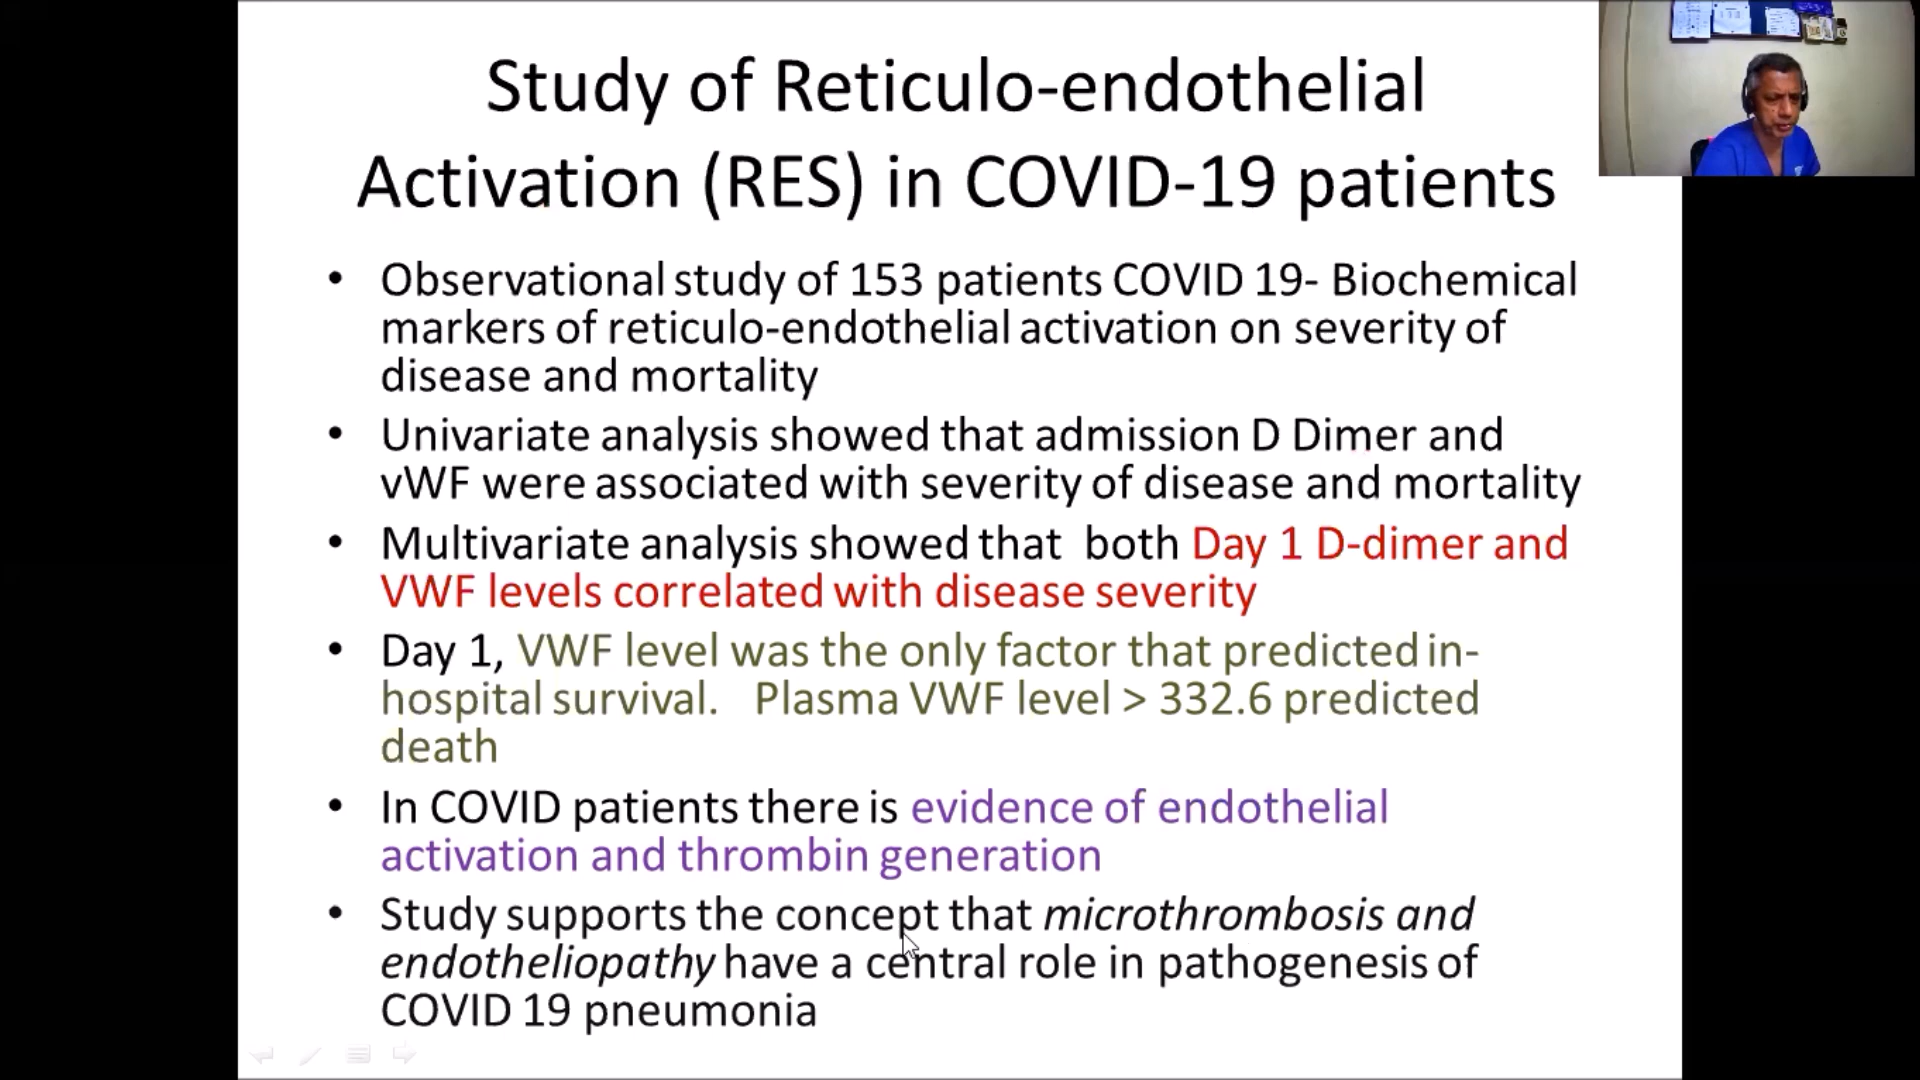 Study of Reticulo-endothelial
Activation (RES) in COVID-19 patients
• Observational study of 153 patients COVID 19- Biochemical
markers of reticulo-endothelial activation on severity of
disease and mortality
• Univariate analysis showed that admission D Dimer and
vWF were associated with severity of disease and mortality
• Multivariate analysis showed that both Day 1 D-dimer and
VWF levels correlated with disease severity
• Day 1, VWF level was the only factor that predicted in-
hospital survival. Plasma VWF level > 332.6 predicted
death
• In COVID patients there is evidence of endothelial
activation and thrombin generation
• Study supports the concept that microthrombosis and
endotheliopathy have a central role in pathogenesis of
COVID 19 pneumonia